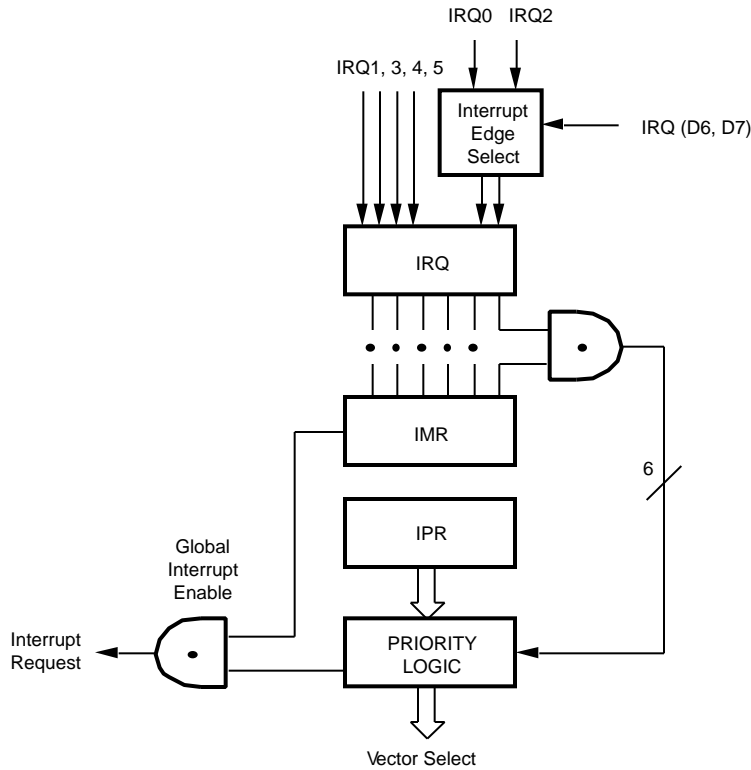 IRQ0 IRQ2
IRQ1, 3, 4, 5
Interrupt
Edge
Select
IRQ (D6, D7)
IRQ
IMR
6
IPR
Global
Interrupt
Enable
Interrupt
Request
PRIORITY
LOGIC
Vector Select